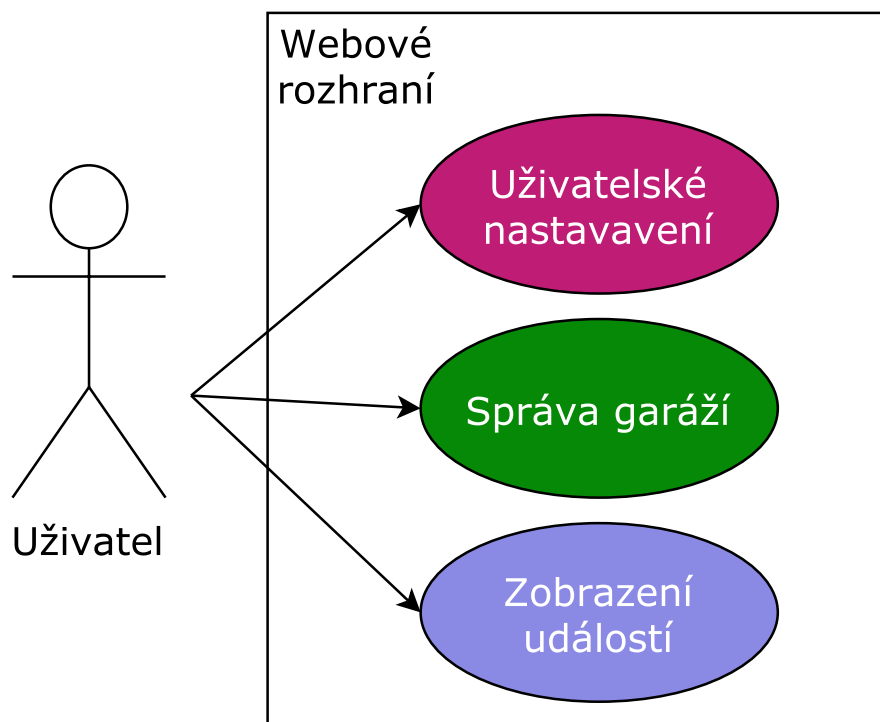 Webové
rozhraní
Uživatelské
nastavavení
Správa garáží
Uživatel
Zobrazení
událostí